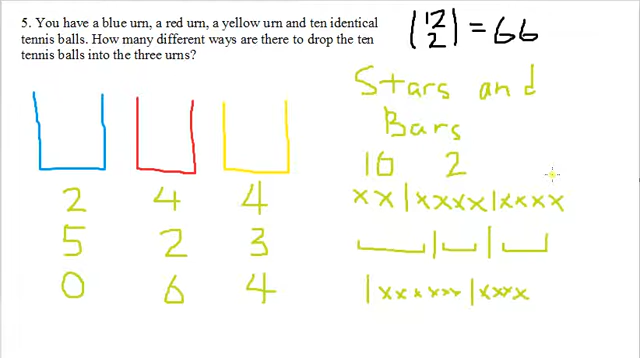 5. You have a blue urn, a red urn, a yellow urn and ten identical
tennis balls. How many different ways are there to drop the ten
tennis balls into the three urns?
(12 2) = 66
Stars and
Bars
10 2
2 4 4
xx|xxxx|xxxx
5 2 3
0 6 4
|xxxxxx|xxxx